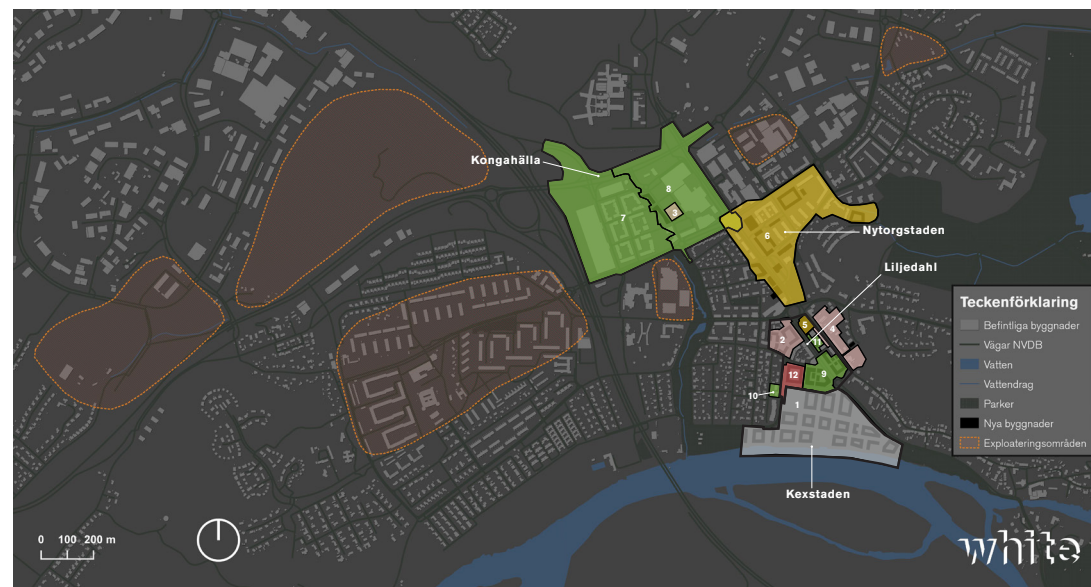 Kongahälla
8
3
7
6
Nytorgstaden
Liljedahl
5
4
2
11
12
9
10
1
Kexstaden
Teckenförklaring
Befintliga byggnader
Vägar NVDB
Vatten
Vattendrag
Parker
Nya byggnader
Exploateringsområden
0 100 200 m
white